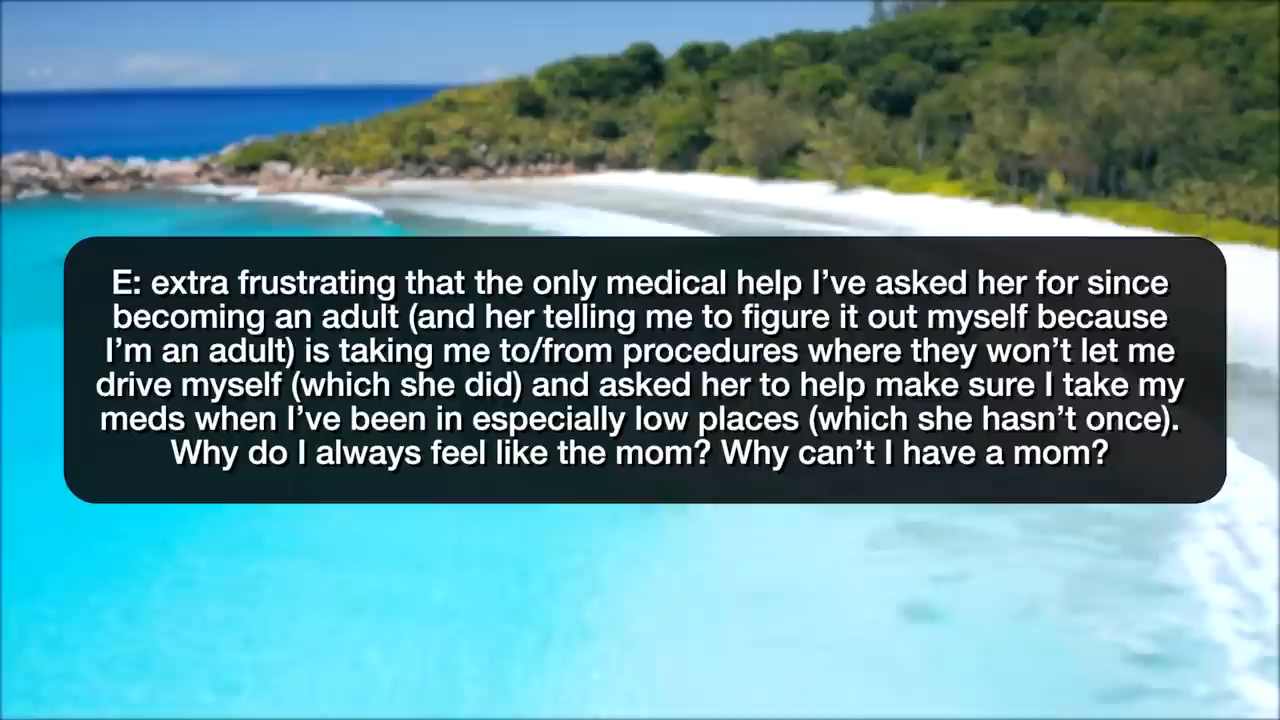 E: extra frustrating that the only medical help I’ve asked her for since
becoming an adult (and her telling me to figure it out myself because
I’m an adult) is taking me to/from procedures where they won’t let me
drive myself (which she did) and asked her to help make sure I take my
meds when I’ve been in especially low places (which she hasn’t once).
Why do I always feel like the mom? Why can’t I have a mom?